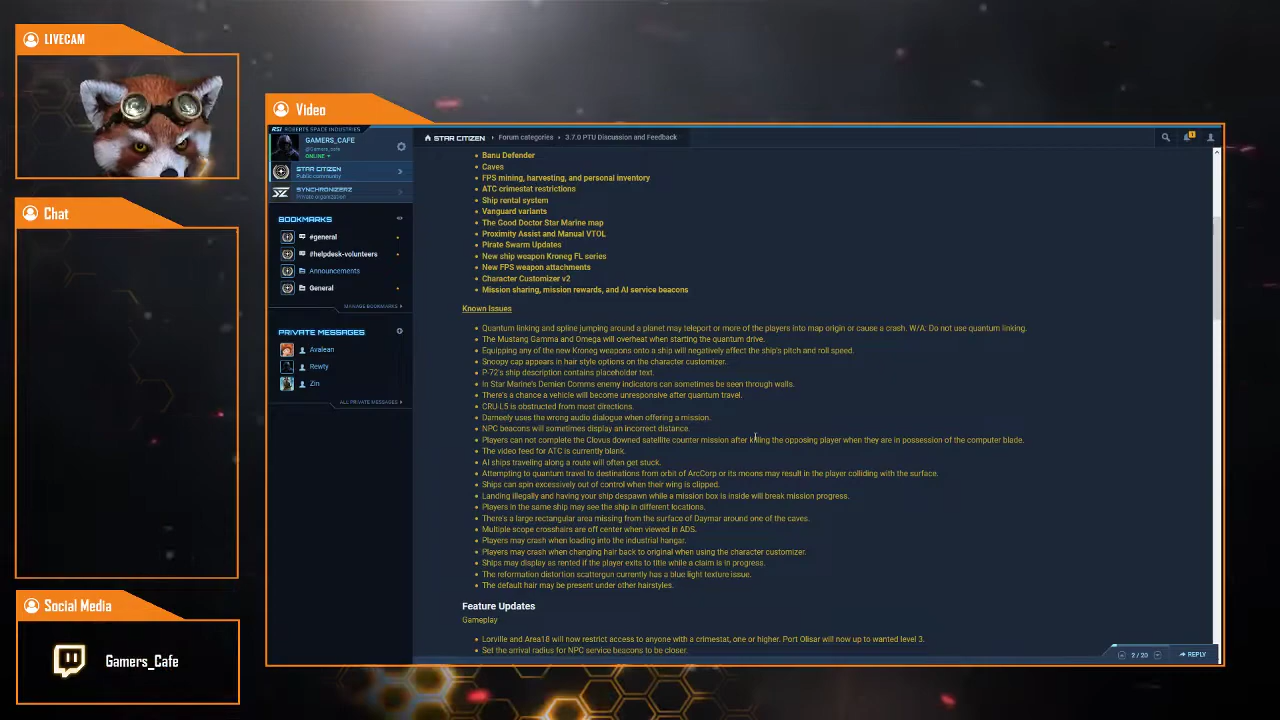 LIVECAM
Chat
Social Media
Gamers_Cafe
Video
RSI ROBERTS SPACE INDUSTRIES
GAMERS_CAFE
@Gamers_cafe
ONLINE
STAR CITIZEN
Public community
SYNCHRONIZERZ
Private organization
BOOKMARKS
#general
#helpdesk-volunteers
Announcements
General
MANAGE BOOKMARKS
PRIVATE MESSAGES
Avalean
Rewty
Zin
ALL PRIVATE MESSAGES
STAR CITIZEN Forum categories 3.7.0 PTU Discussion and Feedback
1
Banu Defender
Caves
FPS mining, harvesting, and personal inventory
ATC crimestat restrictions
Ship rental system
Vanguard variants
The Good Doctor Star Marine map
Proximity Assist and Manual VTOL
Pirate Swarm Updates
New ship weapon Kroneg FL series
New FPS weapon attachments
Character Customizer v2
Mission sharing, mission rewards, and AI service beacons
Known Issues
Quantum linking and spline jumping around a planet may teleport or more of the players into map origin or cause a crash. W/A: Do not use quantum linking.
The Mustang Gamma and Omega will overheat when starting the quantum drive.
Equipping any of the new Kroneg weapons onto a ship will negatively affect the ship's pitch and roll speed.
Snoopy cap appears in hair style options on the character customizer.
P-72's ship description contains placeholder text.
In Star Marine's Demien Comms enemy indicators can sometimes be seen through walls.
There's a chance a vehicle will become unresponsive after quantum travel.
CRU-L5 is obstructed from most directions.
Dameely uses the wrong audio dialogue when offering a mission.
NPC beacons will sometimes display an incorrect distance.
Players can not complete the Clovus downed satellite counter mission after killing the opposing player when they are in possession of the computer blade.
The video feed for ATC is currently blank.
AI ships traveling along a route will often get stuck.
Attempting to quantum travel to destinations from orbit of ArcCorp or its moons may result in the player colliding with the surface.
Ships can spin excessively out of control when their wing is clipped.
Landing illegally and having your ship despawn while a mission box is inside will break mission progress.
Players in the same ship may see the ship in different locations.
There's a large rectangular area missing from the surface of Daymar around one of the caves.
Multiple scope crosshairs are off center when viewed in ADS.
Players may crash when loading into the industrial hangar.
Players may crash when changing hair back to original when using the character customizer.
Ships may display as rented if the player exits to title while a claim is in progress.
The reformation distortion scattergun currently has a blue light texture issue.
The default hair may be present under other hairstyles.
Feature Updates
Gameplay
Lorville and Area18 will now restrict access to anyone with a crimestat, one or higher. Port Olisar will now up to wanted level 3.
Set the arrival radius for NPC service beacons to be closer.
2 / 20
REPLY